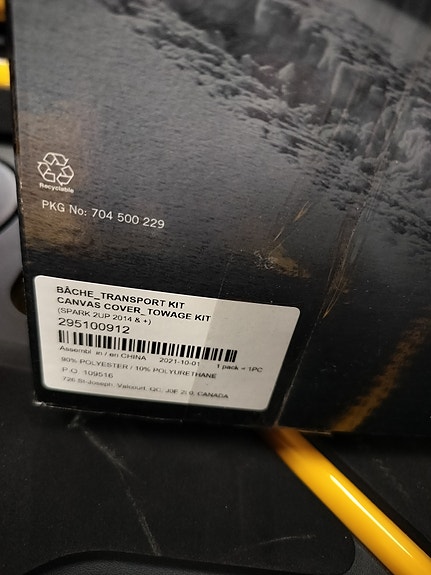 Recyclable
PKG No: 704 500 229
BÂCHE_TRANSPORT KIT
CANVAS COVER_TOWAGE KIT
(SPARK 2UP 2014 & +)
295100912
Assembl. in / en CHINA 2021-10-01 1 pack = 1PC
90% POLYESTER / 10% POLYURETHANE
P.O. 109516
726 St-Joseph, Valcourt, QC, J0E 2L0, CANADA